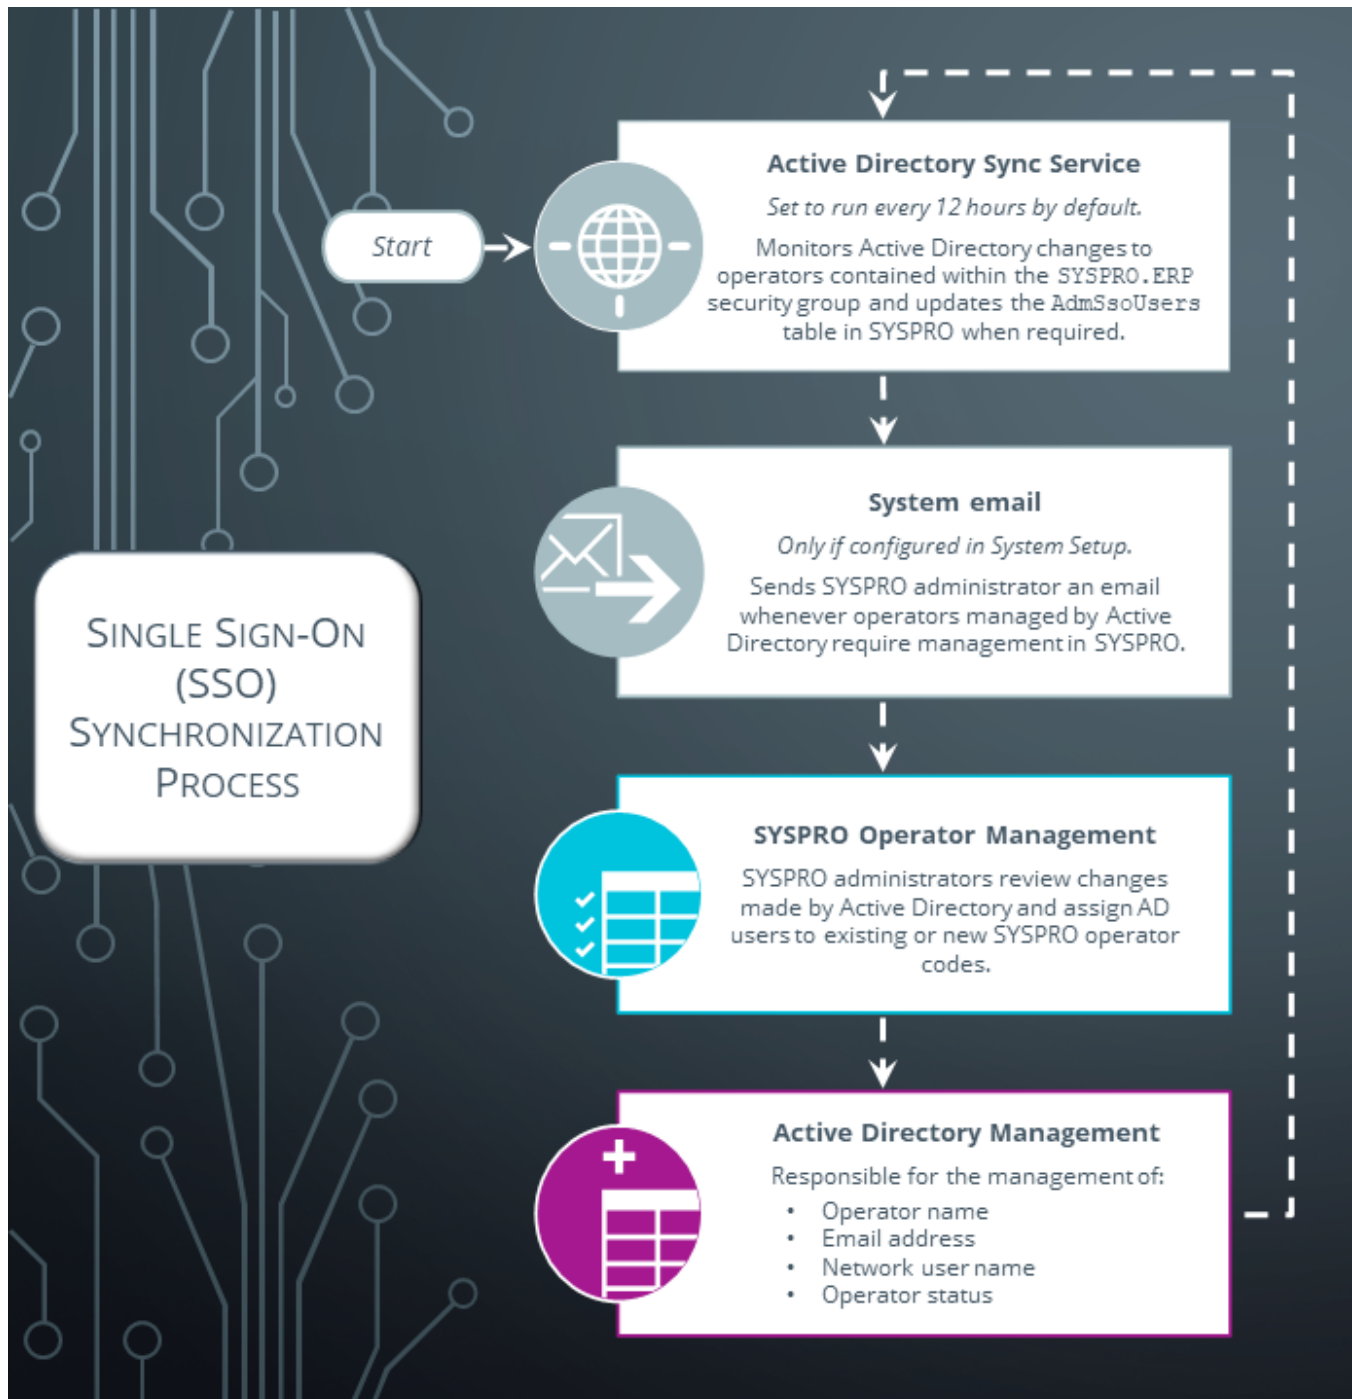 Active Directory Sync Service
Set to run every 12 hours by default.
Monitors Active Directory changes to
operators contained within the SYSPRO.ERP
security group and updates the AdmSsoUsers
table in SYSPRO when required.
Start
System email
Only if configured in System Setup.
Sends SYSPRO administrator an email
whenever operators managed by Active
Directory require management in SYSPRO.
SINGLE SIGN-ON
(SSO)
SYNCHRONIZATION
PROCESS
SYSPRO Operator Management
SYSPRO administrators review changes
made by Active Directory and assign AD
users to existing or new SYSPRO operator
codes.
Active Directory Management
Responsible for the management of:
• Operator name
• Email address
• Network user name
• Operator status